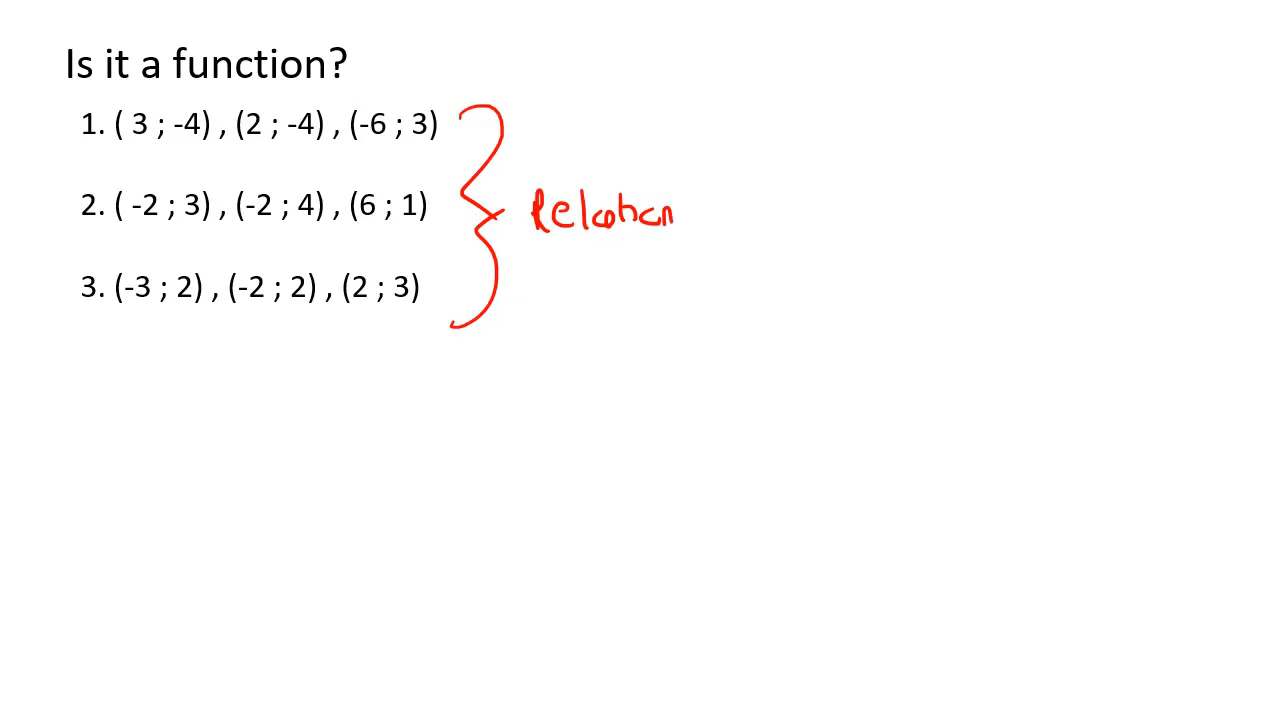 Is it a function?
1. ( 3 ; -4) , (2 ; -4) , (-6 ; 3)
2. ( -2 ; 3) , (-2 ; 4) , (6 ; 1)
Relation
3. (-3 ; 2) , (-2 ; 2) , (2 ; 3)